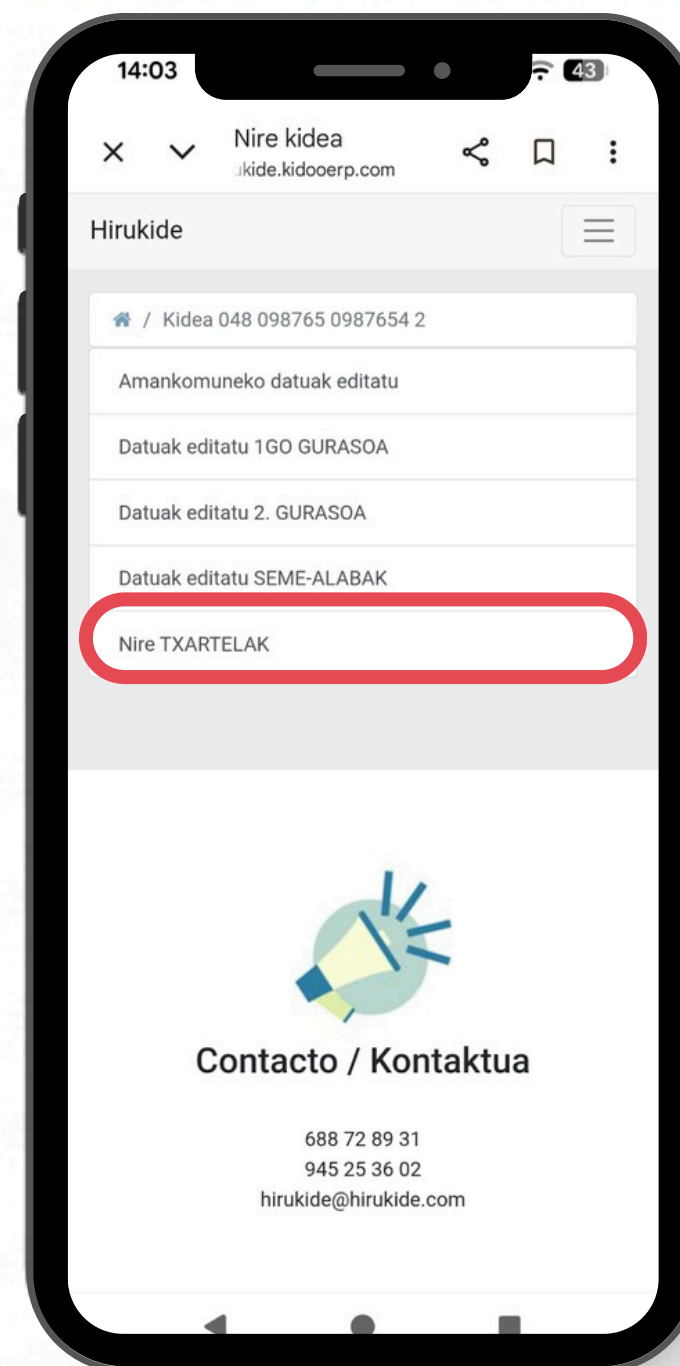 14:03
43
Nire kidea
ukide.kidooerp.com
Hirukide
/ Kidea 048 098765 0987654 2
Amankomuneko datuak editatu
Datuak editatu 1GO GURASOA
Datuak editatu 2. GURASOA
Datuak editatu SEME-ALABAK
Nire TXARTELAK
Contacto / Kontaktua
688 72 89 31
945 25 36 02
hirukide@hirukide.com